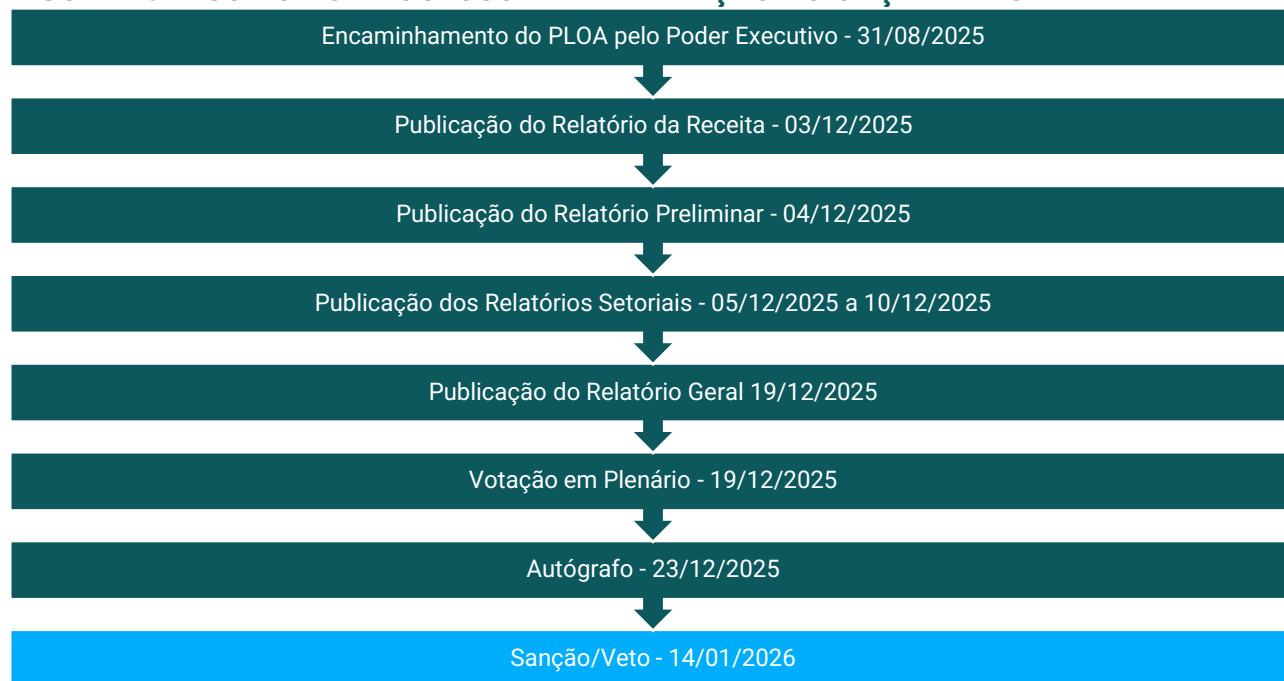 Encaminhamento do PLOA pelo Poder Executivo - 31/08/2025
Publicação do Relatório da Receita - 03/12/2025
Publicação do Relatório Preliminar - 04/12/2025
Publicação dos Relatórios Setoriais - 05/12/2025 a 10/12/2025
Publicação do Relatório Geral 19/12/2025
Votação em Plenário - 19/12/2025
Autógrafo - 23/12/2025
Sanção/Veto - 14/01/2026